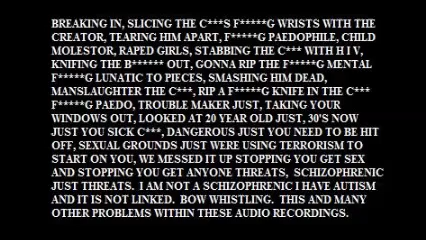 BREAKING IN, SLICING THE C***S F*****G WRISTS WITH THE
CREATOR, TEARING HIM APART, F*****G PAEDOPHILE, CHILD
MOLESTOR, RAPED GIRLS, STABBING THE C*** WITH H I V,
KNIFING THE B****** OUT, GONNA RIP THE F*****G MENTAL
F*****G LUNATIC TO PIECES, SMASHING HIM DEAD,
MANSLAUGHTER THE C***, RIP A F*****G KNIFE IN THE C***
F*****G PAEDO, TROUBLE MAKER JUST, TAKING YOUR
WINDOWS OUT, LOOKED AT 20 YEAR OLD JUST, 30'S NOW
JUST YOU SICK C***, DANGEROUS JUST YOU NEED TO BE HIT
OFF, SEXUAL GROUNDS JUST WERE USING TERRORISM TO
START ON YOU, WE MESSED IT UP STOPPING YOU GET SEX
AND STOPPING YOU GET ANYONE THREATS,  SCHIZOPHRENIC
JUST THREATS.  I AM NOT A SCHIZOPHRENIC I HAVE AUTISM
AND IT IS NOT LINKED.  BOW WHISTLING.  THIS AND MANY
OTHER PROBLEMS WITHIN THESE AUDIO RECORDINGS.